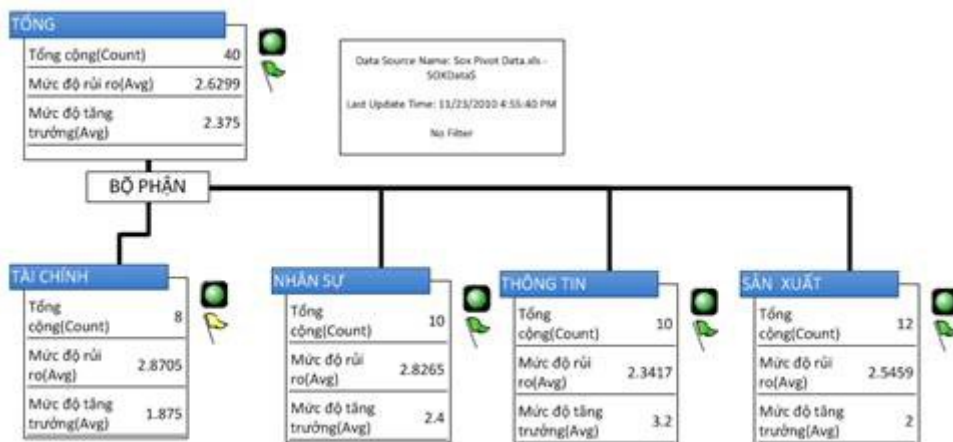 TỔNG
Tổng cộng(Count) 40
Mức độ rủi ro(Avg) 2.6299
Mức độ tăng
trưởng(Avg) 2.375
Data Source Name: Sox Pivot Data.xls -
SOXData$
Last Update Time: 11/23/2010 4:55:40 PM
No Filter
BỘ PHẬN
TÀI CHÍNH
Tổng
cộng(Count) 8
Mức độ rủi
ro(Avg) 2.8705
Mức độ tăng
trưởng(Avg) 1.875
NHÂN SỰ
Tổng
cộng(Count) 10
Mức độ rủi
ro(Avg) 2.8265
Mức độ tăng
trưởng(Avg) 2.4
THÔNG TIN
Tổng
cộng(Count) 10
Mức độ rủi
ro(Avg) 2.3417
Mức độ tăng
trưởng(Avg) 3.2
SẢN XUẤT
Tổng
cộng(Count) 12
Mức độ rủi
ro(Avg) 2.5459
Mức độ tăng
trưởng(Avg) 2